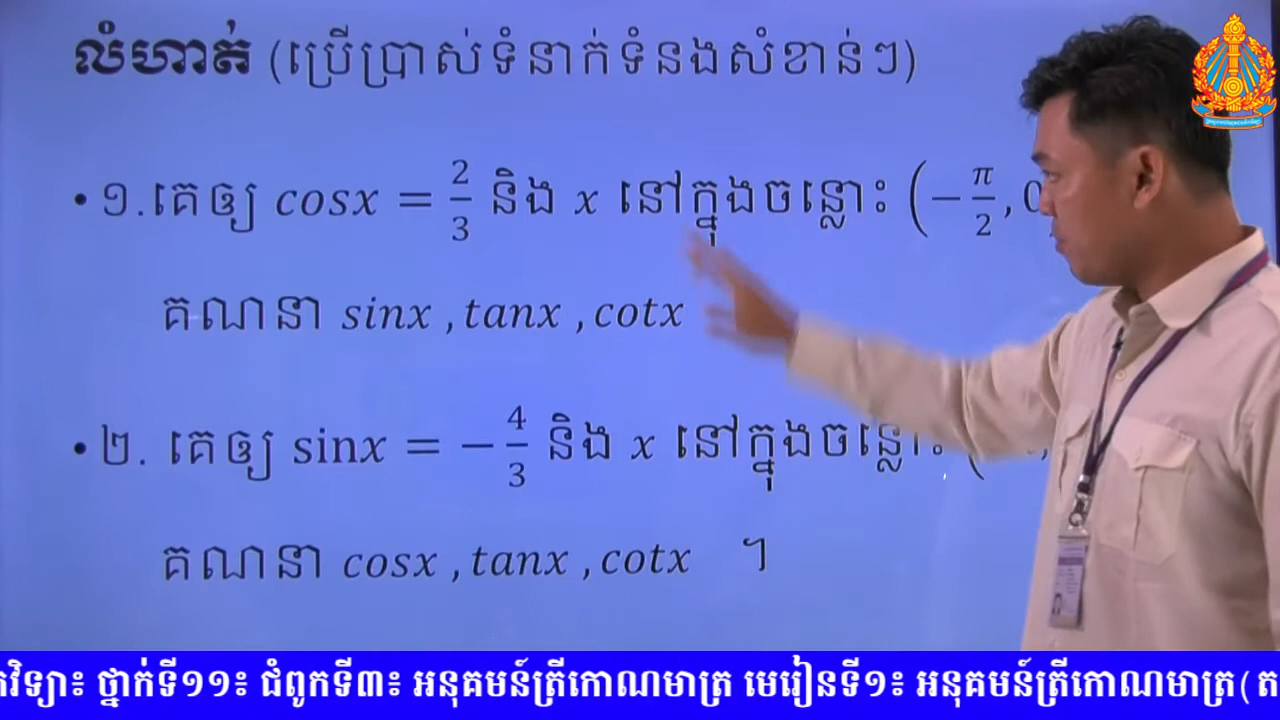 លំហាត់ (ប្រើប្រាស់ទំនាក់ទំនងសំខាន់ៗ)
• ១.គេឲ្យ cosx = 2/3 និង x នៅក្នុងចន្លោះ (−π/2, 0
គណនា sinx ,tanx ,cotx
• ២. គេឲ្យ sinx = −4/3 និង x នៅក្នុងចន្លោះ (
គណនា cosx ,tanx ,cotx ។
វិទ្យា៖ ថ្នាក់ទី១១៖ ជំពូកទី៣៖ អនុគមន៍ត្រីកោណមាត្រ មេរៀនទី១៖ អនុគមន៍ត្រីកោណមាត្រ( ត